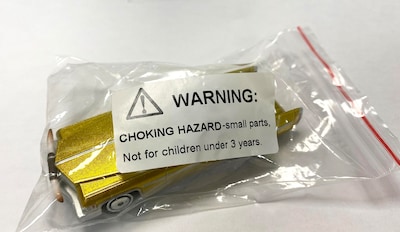 WARNING:
CHOKING HAZARD-small parts,
Not for children under 3 years.